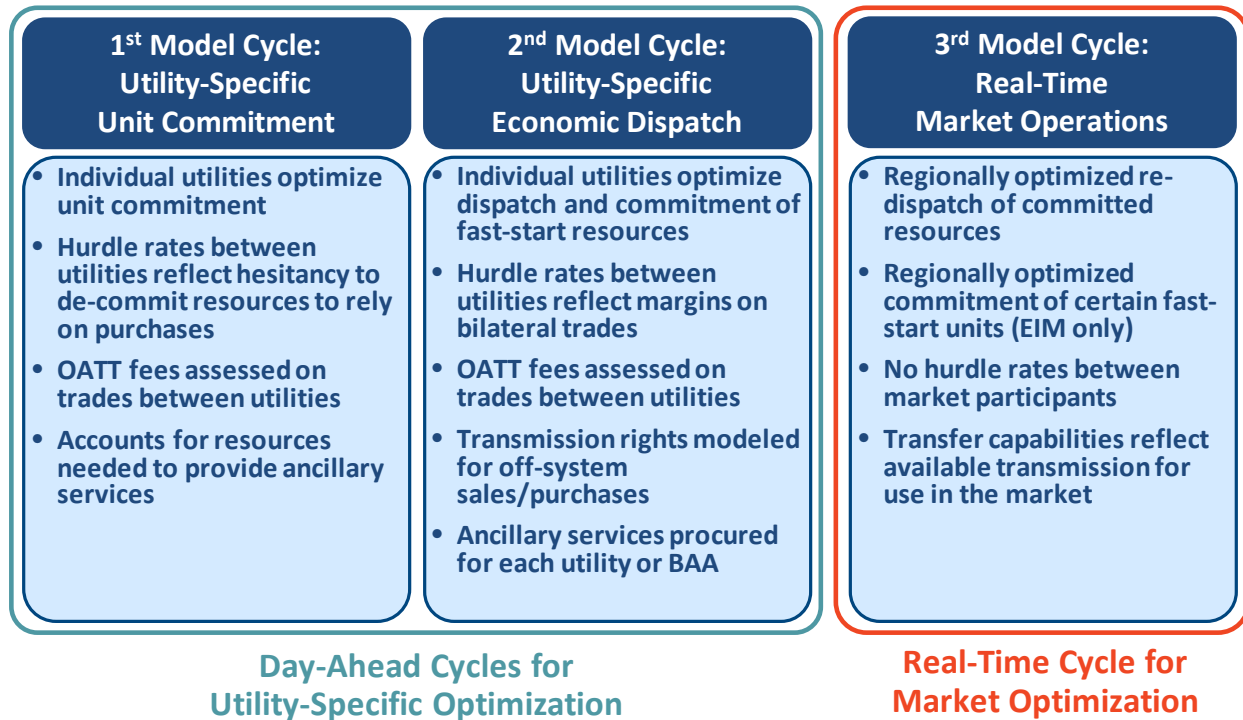 1st Model Cycle:
Utility-Specific
Unit Commitment
• Individual utilities optimize
unit commitment
• Hurdle rates between
utilities reflect hesitancy to
de-commit resources to rely
on purchases
• OATT fees assessed on
trades between utilities
• Accounts for resources
needed to provide ancillary
services
2nd Model Cycle:
Utility-Specific
Economic Dispatch
• Individual utilities optimize
dispatch and commitment of
fast-start resources
• Hurdle rates between
utilities reflect margins on
bilateral trades
• OATT fees assessed on
trades between utilities
• Transmission rights modeled
for off-system
sales/purchases
• Ancillary services procured
for each utility or BAA
Day-Ahead Cycles for
Utility-Specific Optimization
3rd Model Cycle:
Real-Time
Market Operations
• Regionally optimized re-
dispatch of committed
resources
• Regionally optimized
commitment of certain fast-
start units (EIM only)
• No hurdle rates between
market participants
• Transfer capabilities reflect
available transmission for
use in the market
Real-Time Cycle for
Market Optimization